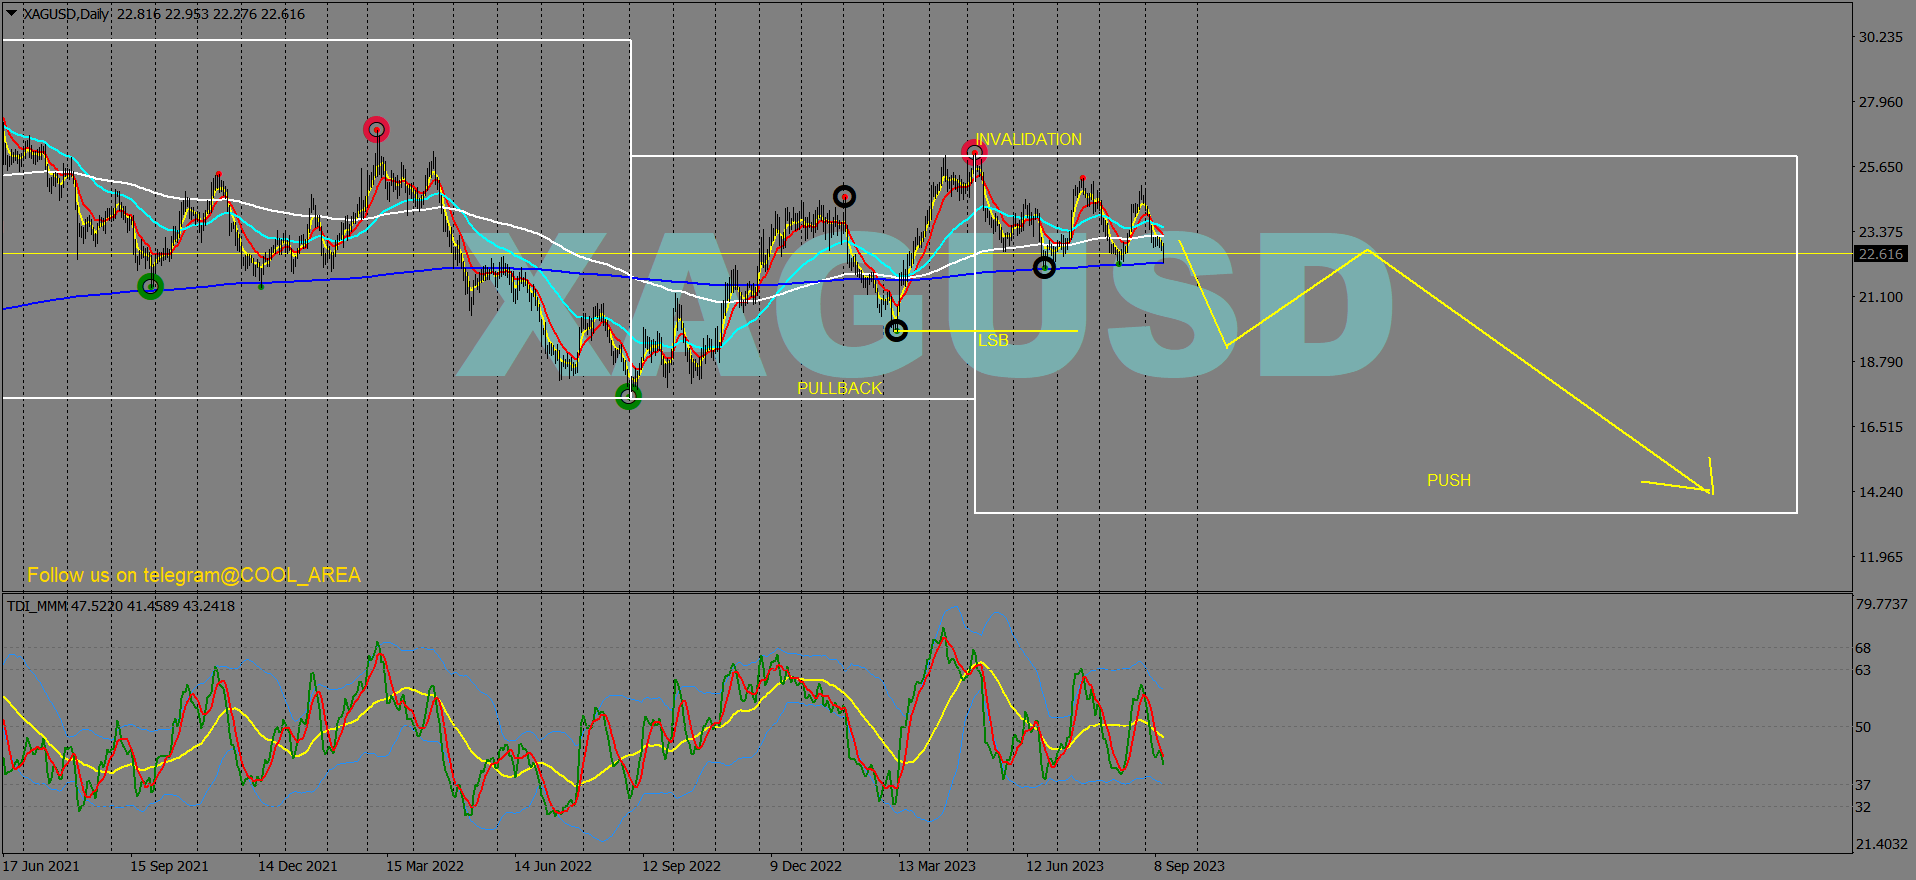 XAGUSD,Daily 22.816 22.953 22.276 22.616
30.235
27.960
INVALIDATION
25.650
23.375
22.616
XAGUSD
21.100
LSB
18.790
PULLBACK
16.515
PUSH
14.240
11.965
Follow us on telegram@COOL_AREA
TDI_MMM 47.5220 41.4589 43.2418
79.7737
68
63
50
37
32
21.4032
17 Jun 2021 15 Sep 2021 14 Dec 2021 15 Mar 2022 14 Jun 2022 12 Sep 2022 9 Dec 2022 13 Mar 2023 12 Jun 2023 8 Sep 2023